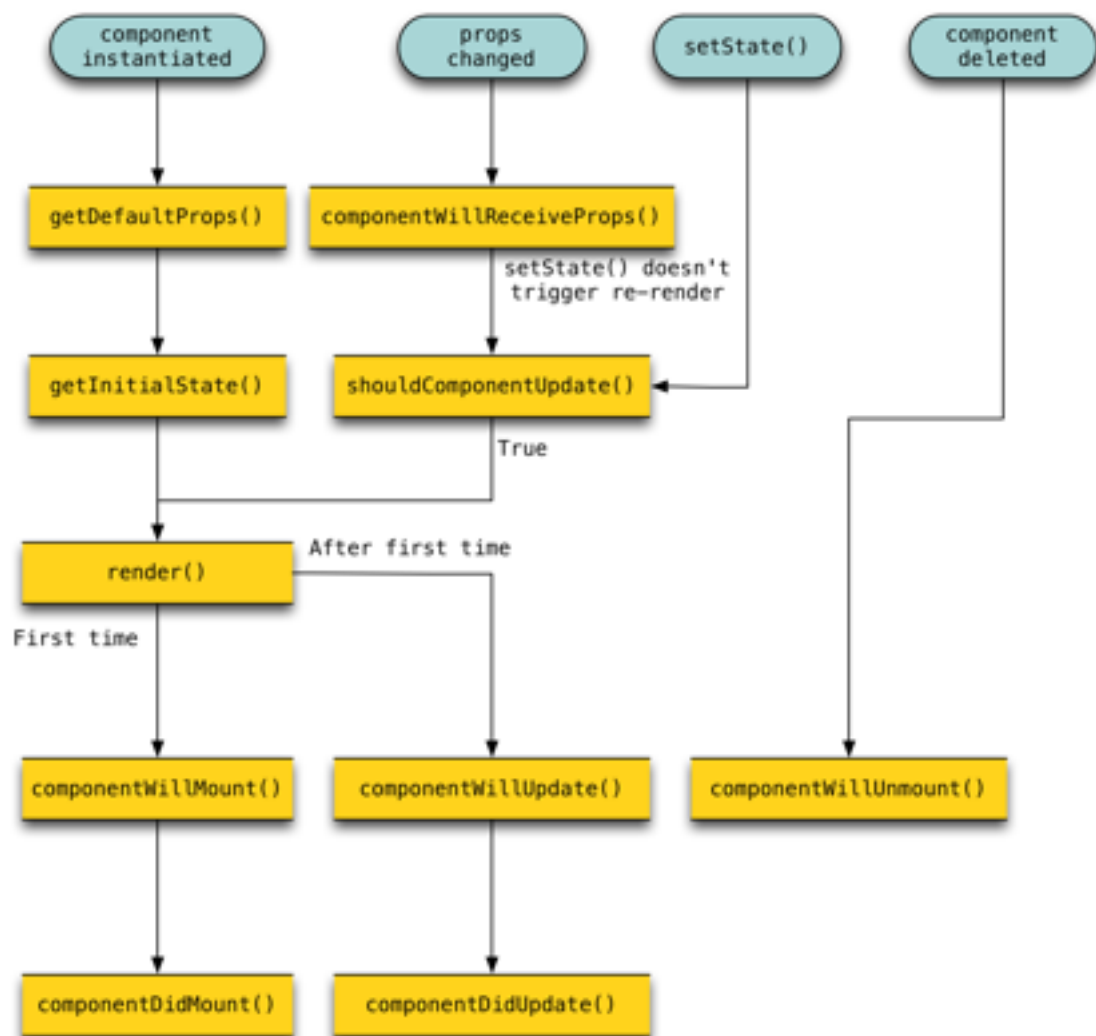 component
instantiated
props
changed
setState()
component
deleted
getDefaultProps()
componentWillReceiveProps()
setState() doesn't
trigger re-render
getInitialState()
shouldComponentUpdate()
True
After first time
render()
First time
componentWillMount()
componentWillUpdate()
componentWillUnmount()
componentDidMount()
componentDidUpdate()